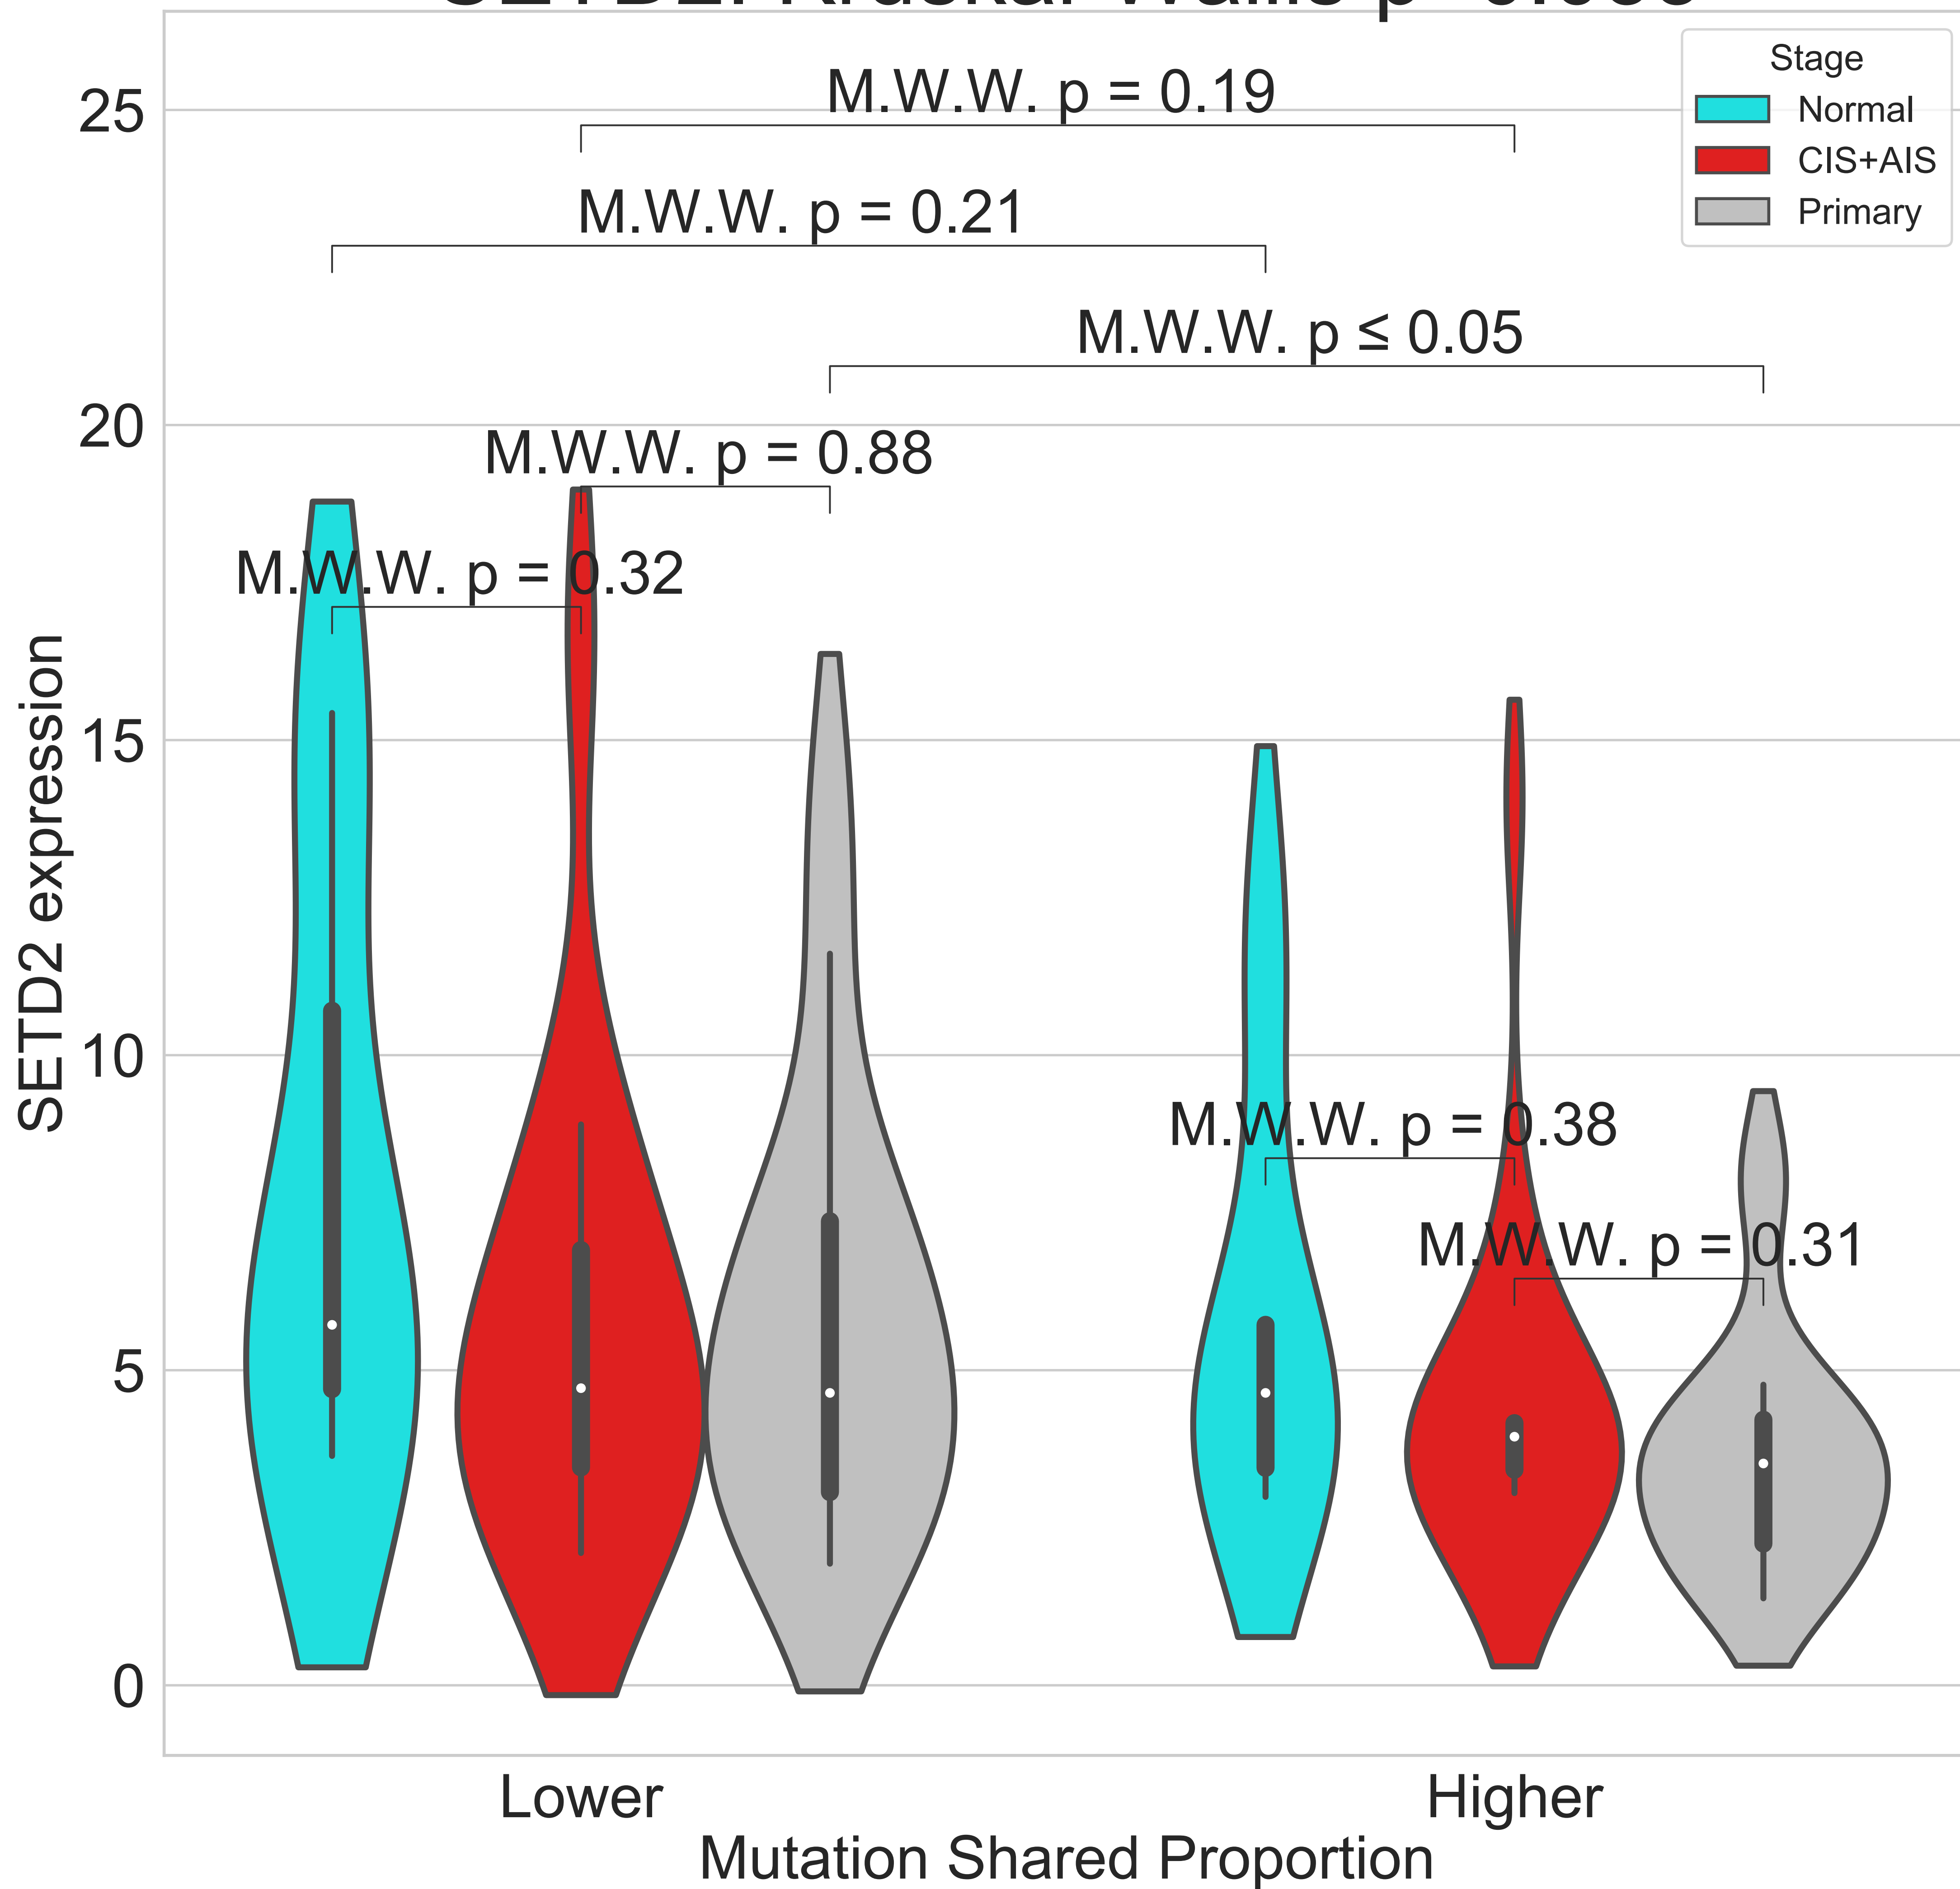 Stage
Normal
CIS+AIS
Primary
M.W.W. p = 0.19
M.W.W. p = 0.21
M.W.W. p ≤ 0.05
M.W.W. p = 0.88
M.W.W. p = 0.32
M.W.W. p = 0.38
M.W.W. p = 0.31
SETD2 expression
25
20
15
10
5
0
Lower
Higher
Mutation Shared Proportion